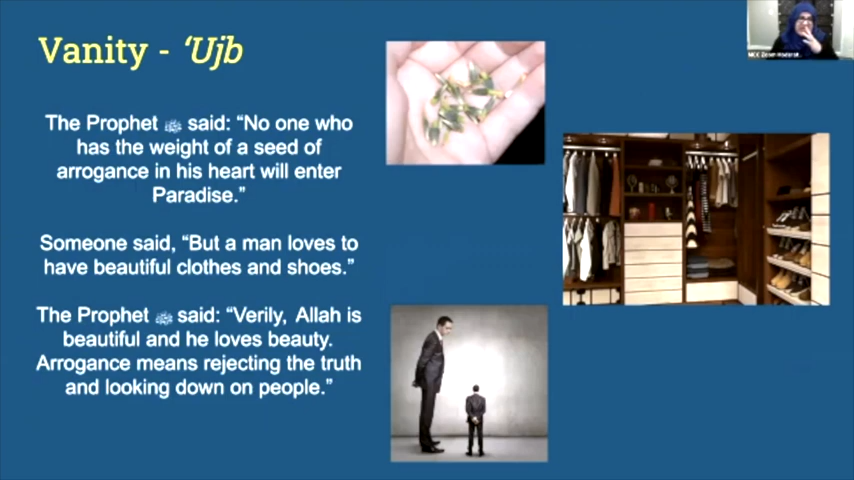 Vanity - ‘Ujb
The Prophet ﷺ said: “No one who
has the weight of a seed of
arrogance in his heart will enter
Paradise.”
Someone said, “But a man loves to
have beautiful clothes and shoes.”
The Prophet ﷺ said: “Verily, Allah is
beautiful and he loves beauty.
Arrogance means rejecting the truth
and looking down on people.”